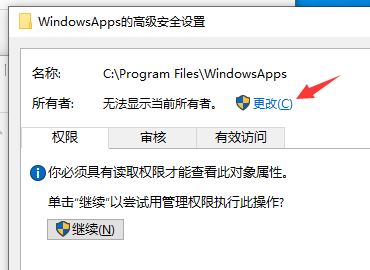 WindowsApps的高级安全设置
名称: C:\Program Files\WindowsApps
所有者: 无法显示当前所有者。 更改(C)
权限 审核 有效访问
你必须具有读取权限才能查看此对象属性。
单击"继续"以尝试用管理权限执行此操作?
继续(N)